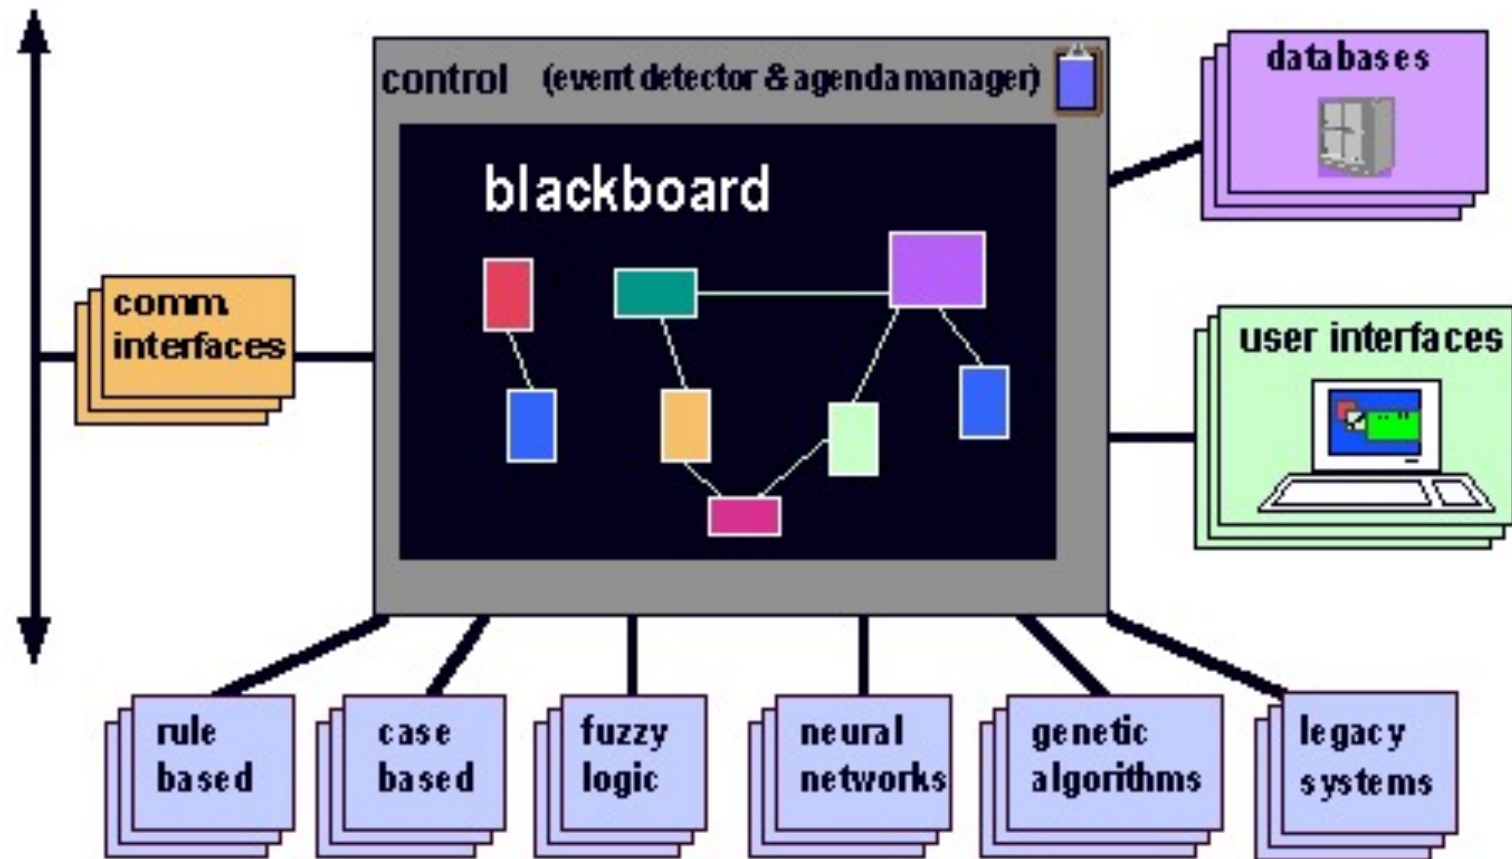 control (event detector & agenda manager)
databases
blackboard
comm.
interfaces
user interfaces
rule
based
case
based
fuzzy
logic
neural
networks
genetic
algorithms
legacy
systems